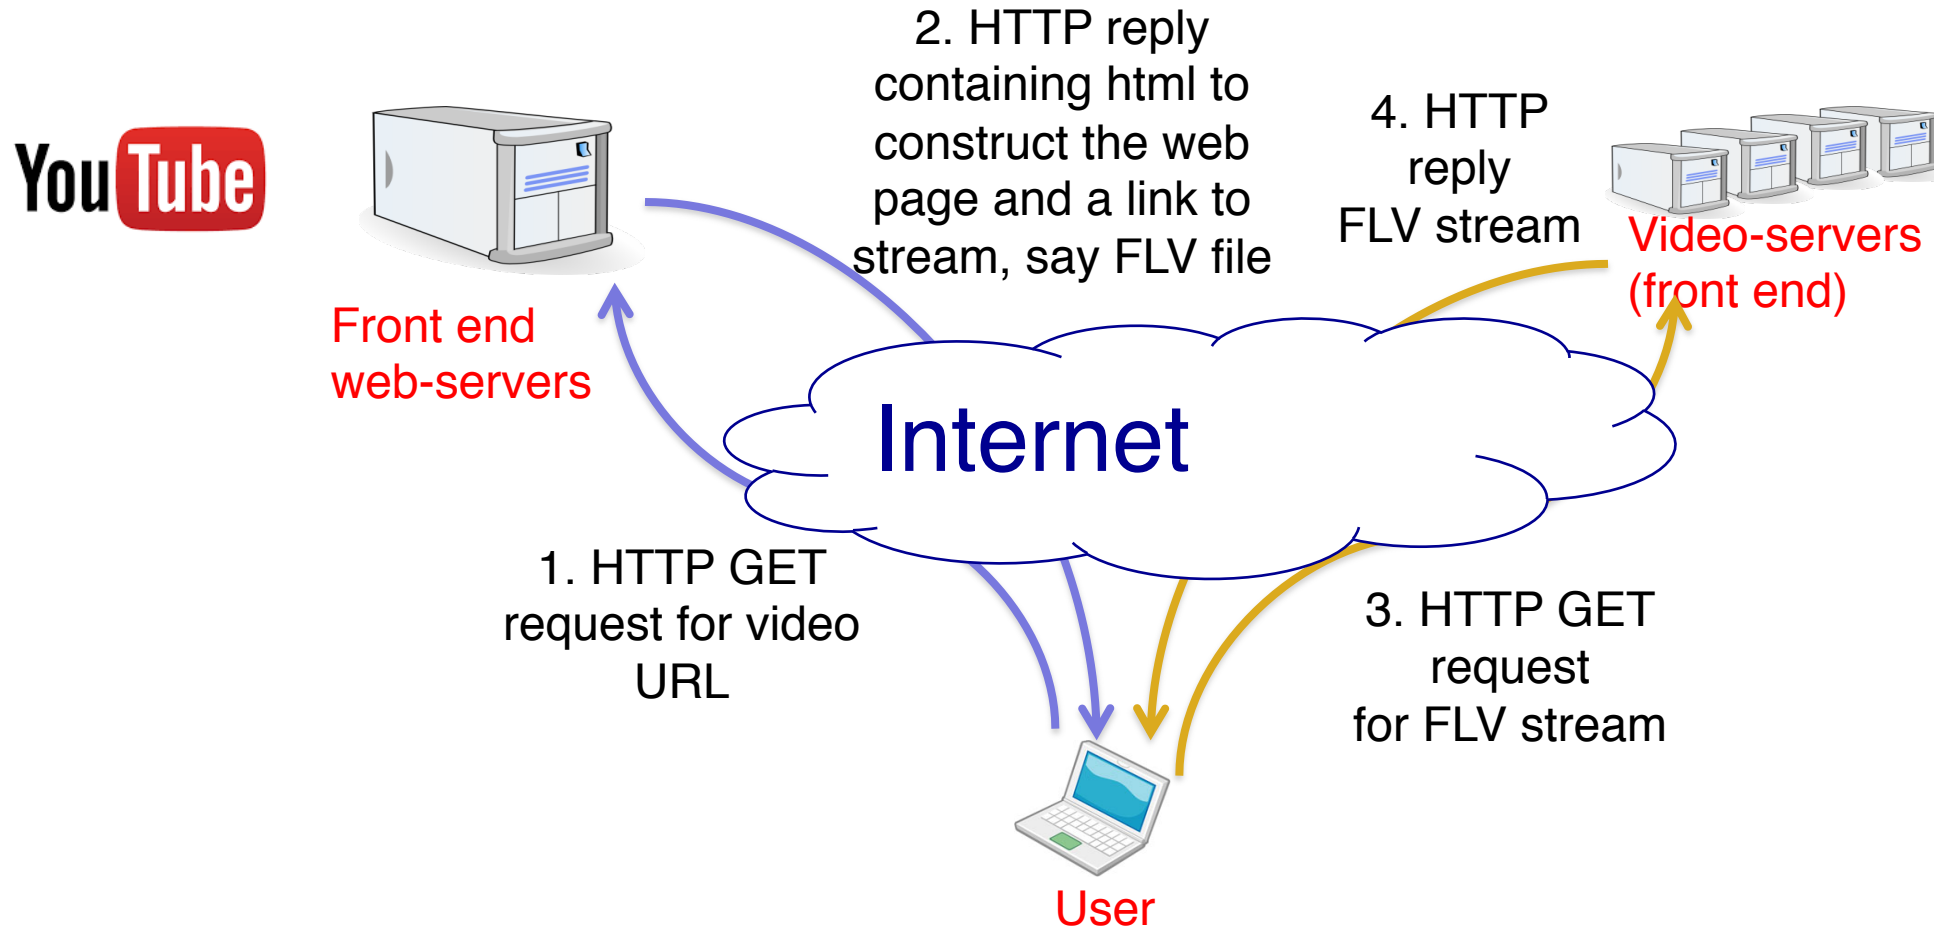 YouTube
2. HTTP reply
containing html to
construct the web
page and a link to
stream, say FLV file
4. HTTP
reply
FLV stream
Video-servers
(front end)
Front end
web-servers
Internet
1. HTTP GET
request for video
URL
3. HTTP GET
request
for FLV stream
User